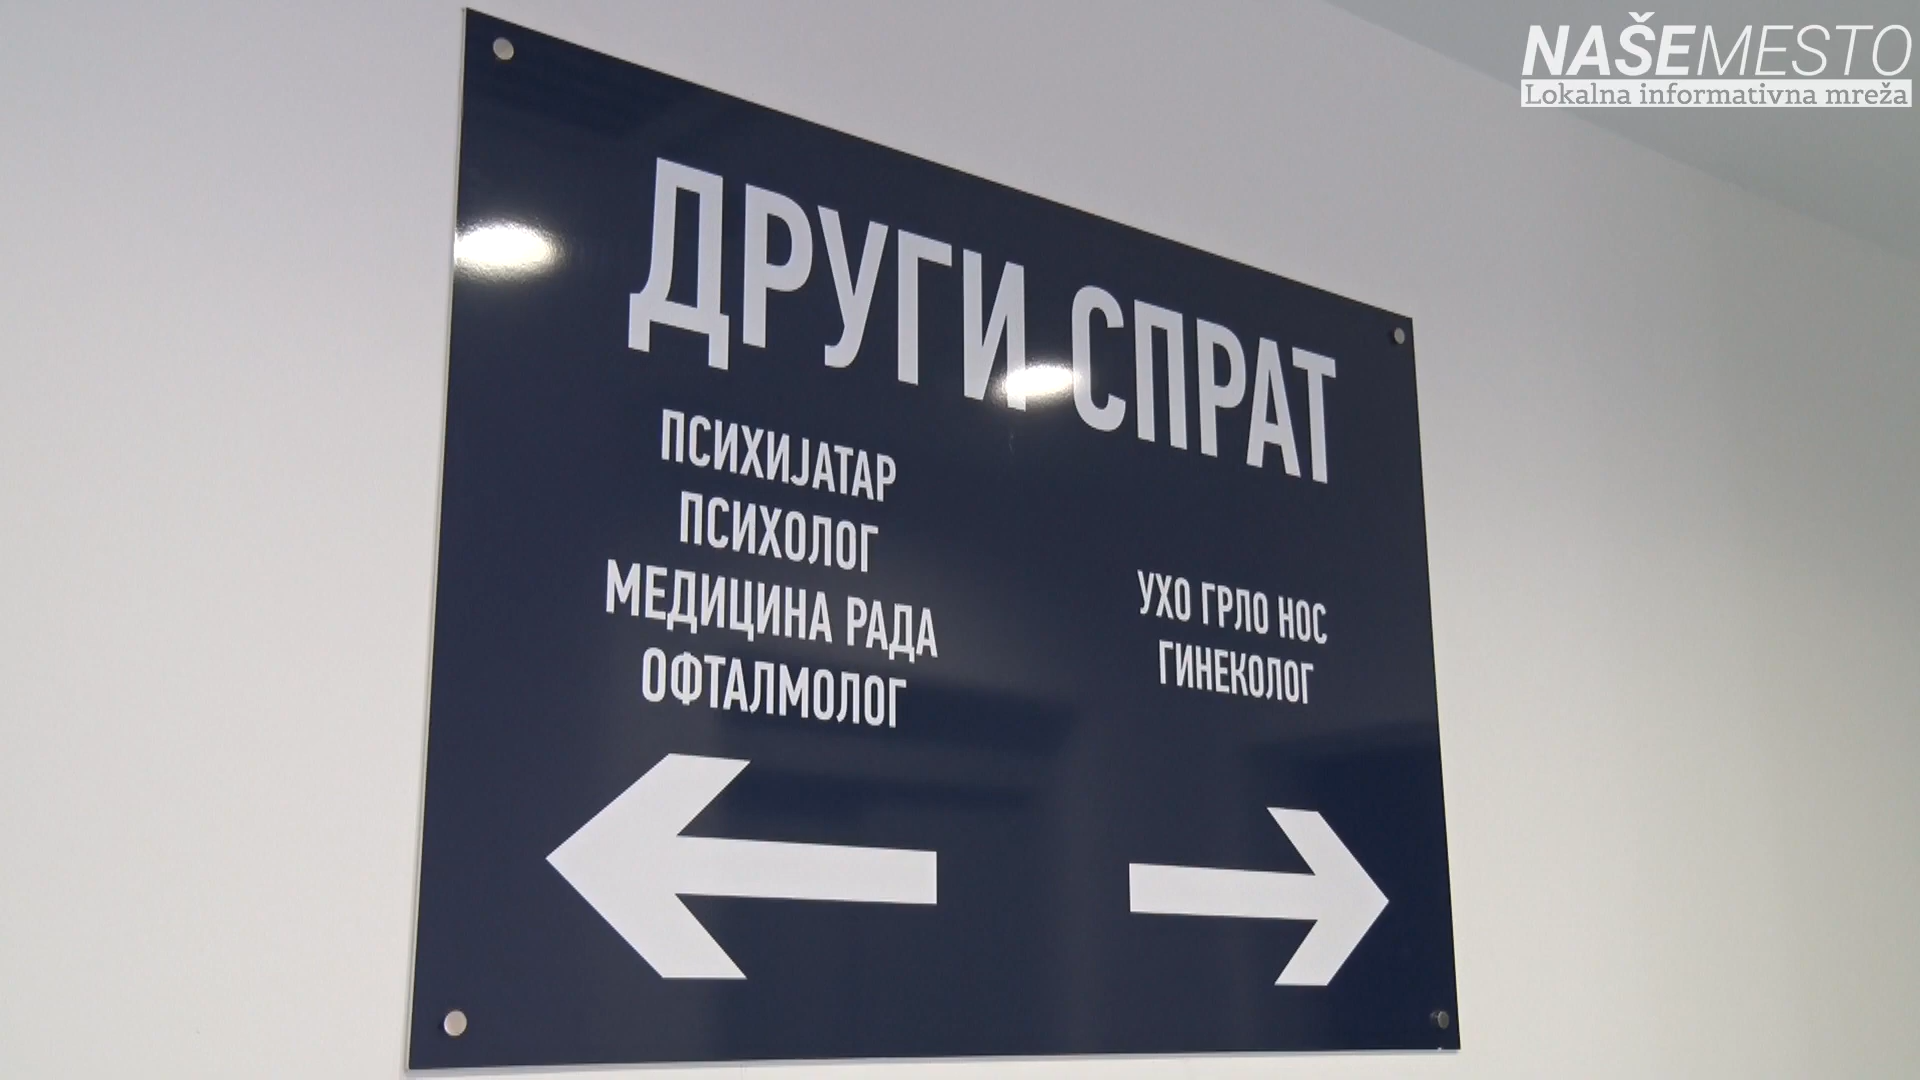 NAŠEMESTO
Lokalna informativna mreža
ДРУГИ СПРАТ
ПСИХИЈАТАР
ПСИХОЛОГ
МЕДИЦИНА РАДА
ОФТАЛМОЛОГ
УХО ГРЛО НОС
ГИНЕКОЛОГ